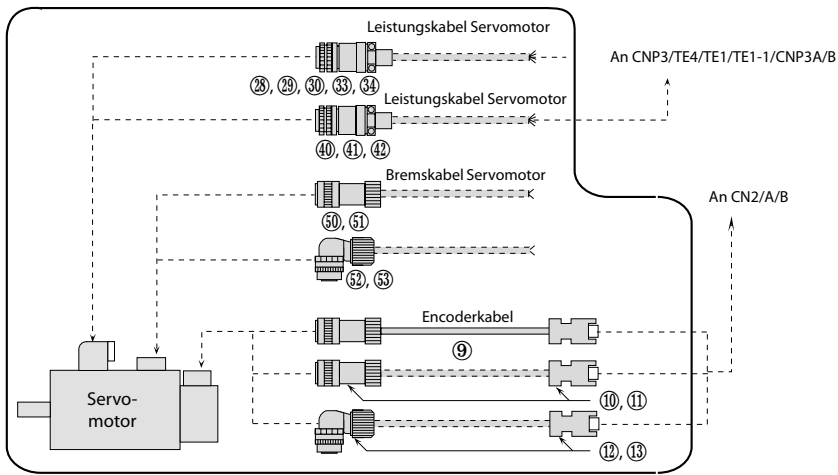 Leistungskabel Servomotor
An CNP3/TE4/TE1/TE1-1/CNP3A/B
㉘, ㉙, ㉚, ㉝, ㉞
Leistungskabel Servomotor
㊵, ㊶, ㊷
Bremskabel Servomotor
An CN2/A/B
㊿, 51
52, 53
Encoderkabel
⑨
Servo-
motor
⑩, ⑪
⑫, ⑬